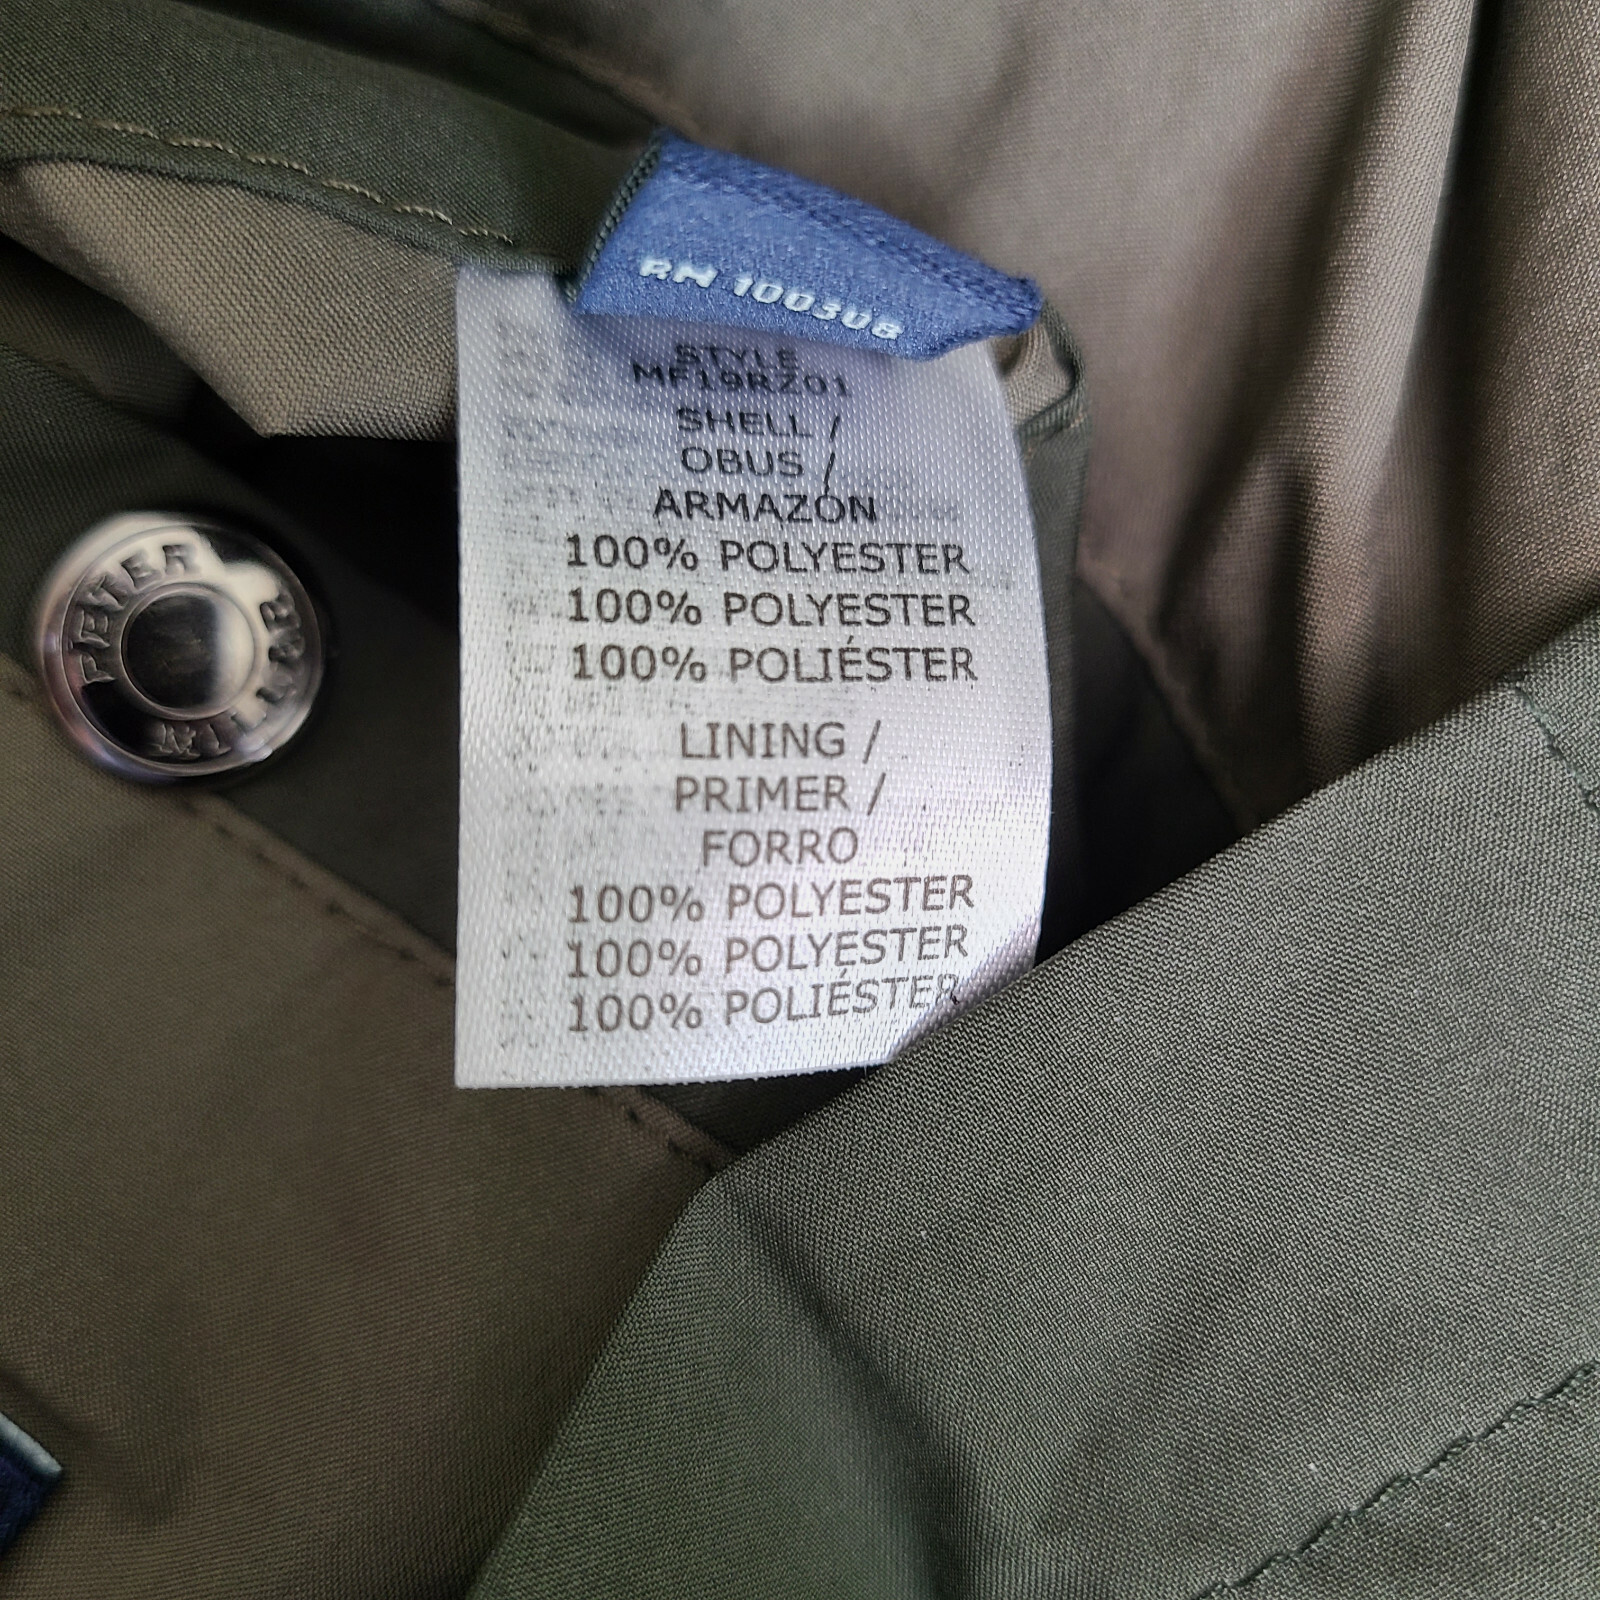 RN 100308
STYLE
MF19RZ01
SHELL /
OBUS /
ARMAZÓN
100% POLYESTER
100% POLYESTER
100% POLIÉSTER
LINING /
PRIMER /
FORRO
100% POLYESTER
100% POLYESTER
100% POLIÉSTER
PETER
MILLAR